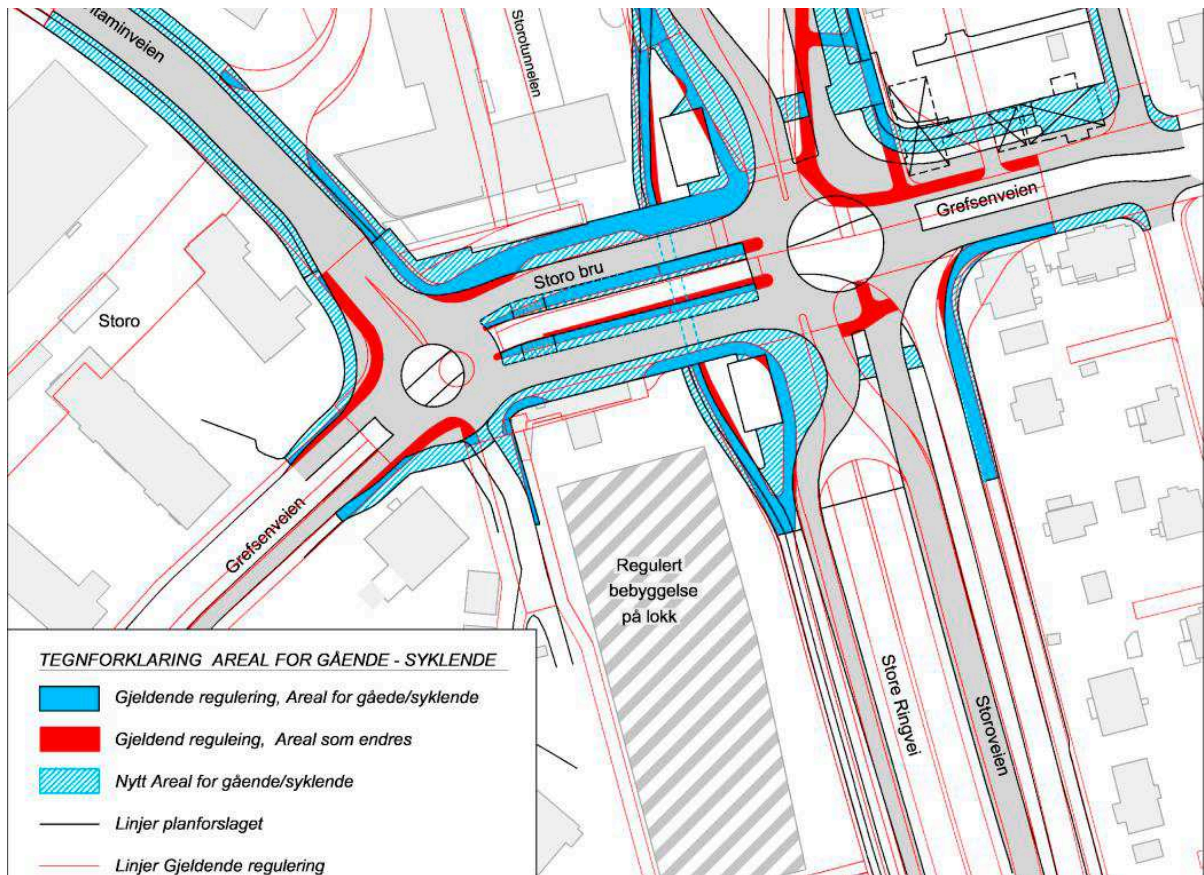 taminveien
Storotunnelen
Grefsenveien
Storo bru
Storo
Grefsenveien
Regulert
bebyggelse
på lokk
Store Ringvei
Storoveien
TEGNFORKLARING AREAL FOR GÅENDE - SYKLENDE
Gjeldende regulering, Areal for gåede/syklende
Gjeldend reguleing, Areal som endres
Nytt Areal for gående/syklende
Linjer planforslaget
Linjer Gjeldende regulering